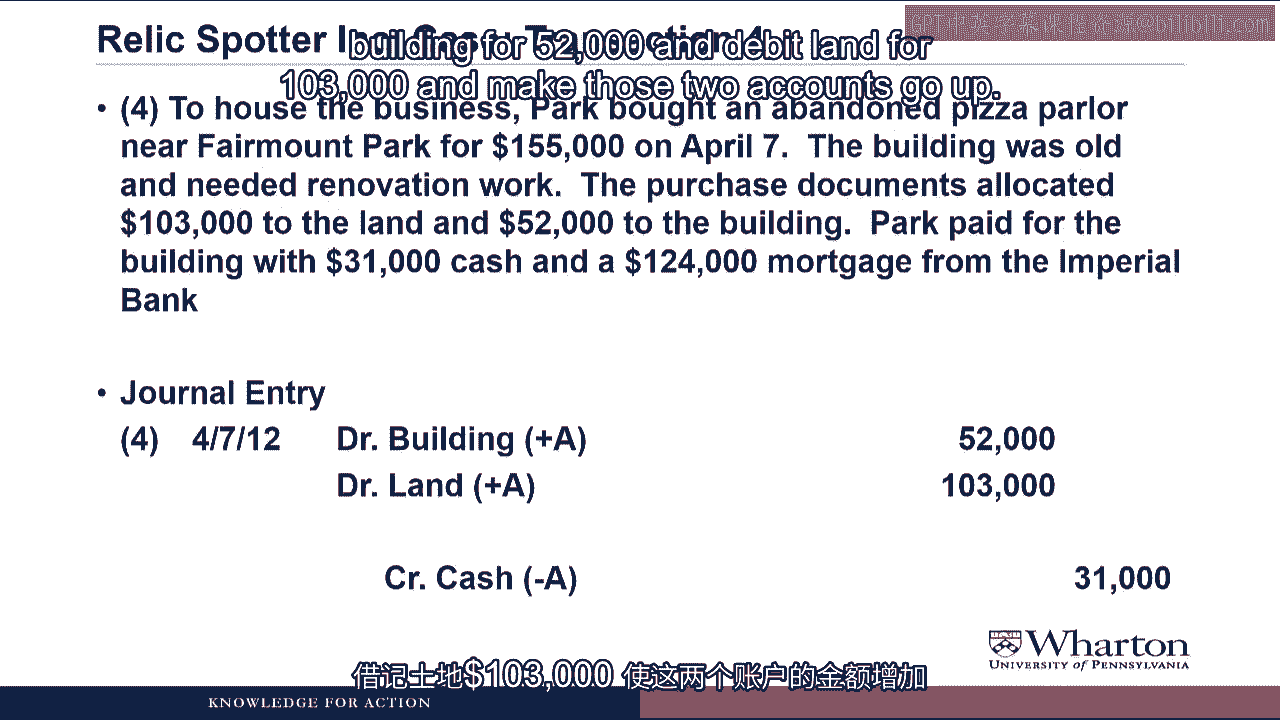 Relic Spotter Inc. Case: Transaction 4
building for 52,000 and debit land for
103,000 and make those two accounts go up.
• (4) To house the business, Park bought an abandoned pizza parlor
near Fairmount Park for $155,000 on April 7. The building was old
and needed renovation work. The purchase documents allocated
$103,000 to the land and $52,000 to the building. Park paid for the
building with $31,000 cash and a $124,000 mortgage from the Imperial
Bank
• Journal Entry
(4) 4/7/12 Dr. Building (+A) 52,000
Dr. Land (+A) 103,000
Cr. Cash (-A) 31,000
Wharton
UNIVERSITY of PENNSYLVANIA
借记土地$103,000 使这两个账户的金额增加
KNOWLEDGE FOR ACTION